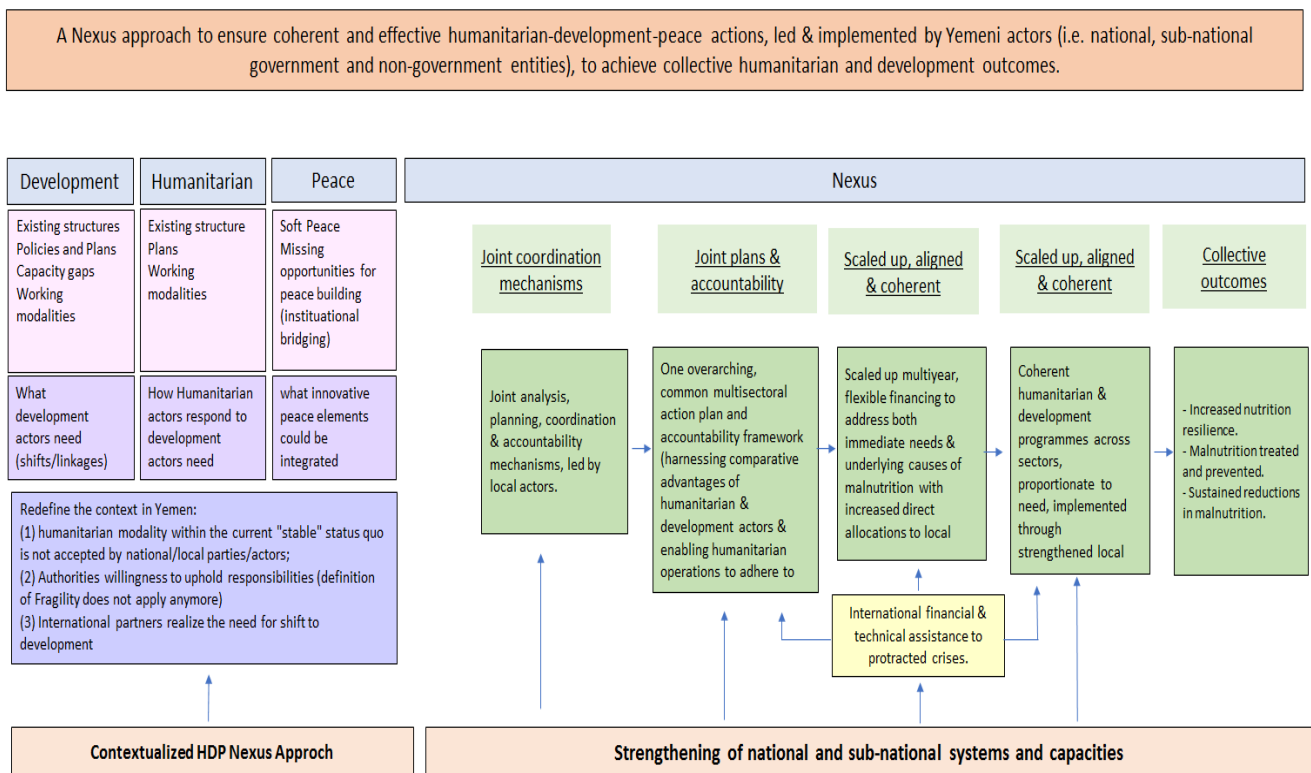 A Nexus approach to ensure coherent and effective humanitarian-development-peace actions, led & implemented by Yemeni actors (i.e. national, sub-national
government and non-government entities), to achieve collective humanitarian and development outcomes.
Development
Humanitarian
Peace
Nexus
Existing structures
Policies and Plans
Capacity gaps
Working
modalities
Existing structure
Plans
Working
modalities
Soft Peace
Missing
opportunities for
peace building
(instituational
bridging)
What
development
actors need
(shifts/linkages)
How Humanitarian
actors respond to
development
actors need
what innovative
peace elements
could be
integrated
Redefine the context in Yemen:
(1) humanitarian modality within the current "stable" status quo
is not accepted by national/local parties/actors;
(2) Authorities willingness to uphold responsibilities (definition
of Fragility does not apply anymore)
(3) International partners realize the need for shift to
development
Contextualized HDP Nexus Approch
Joint coordination
mechanisms
Joint plans &
accountability
Scaled up, aligned
& coherent
Scaled up, aligned
& coherent
Collective
outcomes
Joint analysis,
planning, coordination
& accountability
mechanisms, led by
local actors.
One overarching,
common multisectoral
action plan and
accountability framework
(harnessing comparative
advantages of
humanitarian &
development actors &
enabling humanitarian
operations to adhere to
Scaled up multiyear,
flexible financing to
address both
immediate needs &
underlying causes of
malnutrition with
increased direct
allocations to local
Coherent
humanitarian &
development
programmes across
sectors,
proportionate to
need, implemented
through
strengthened local
- Increased nutrition
resilience.
- Malnutrition treated
and prevented.
- Sustained reductions
in malnutrition.
International financial &
technical assistance to
protracted crises.
Strengthening of national and sub-national systems and capacities